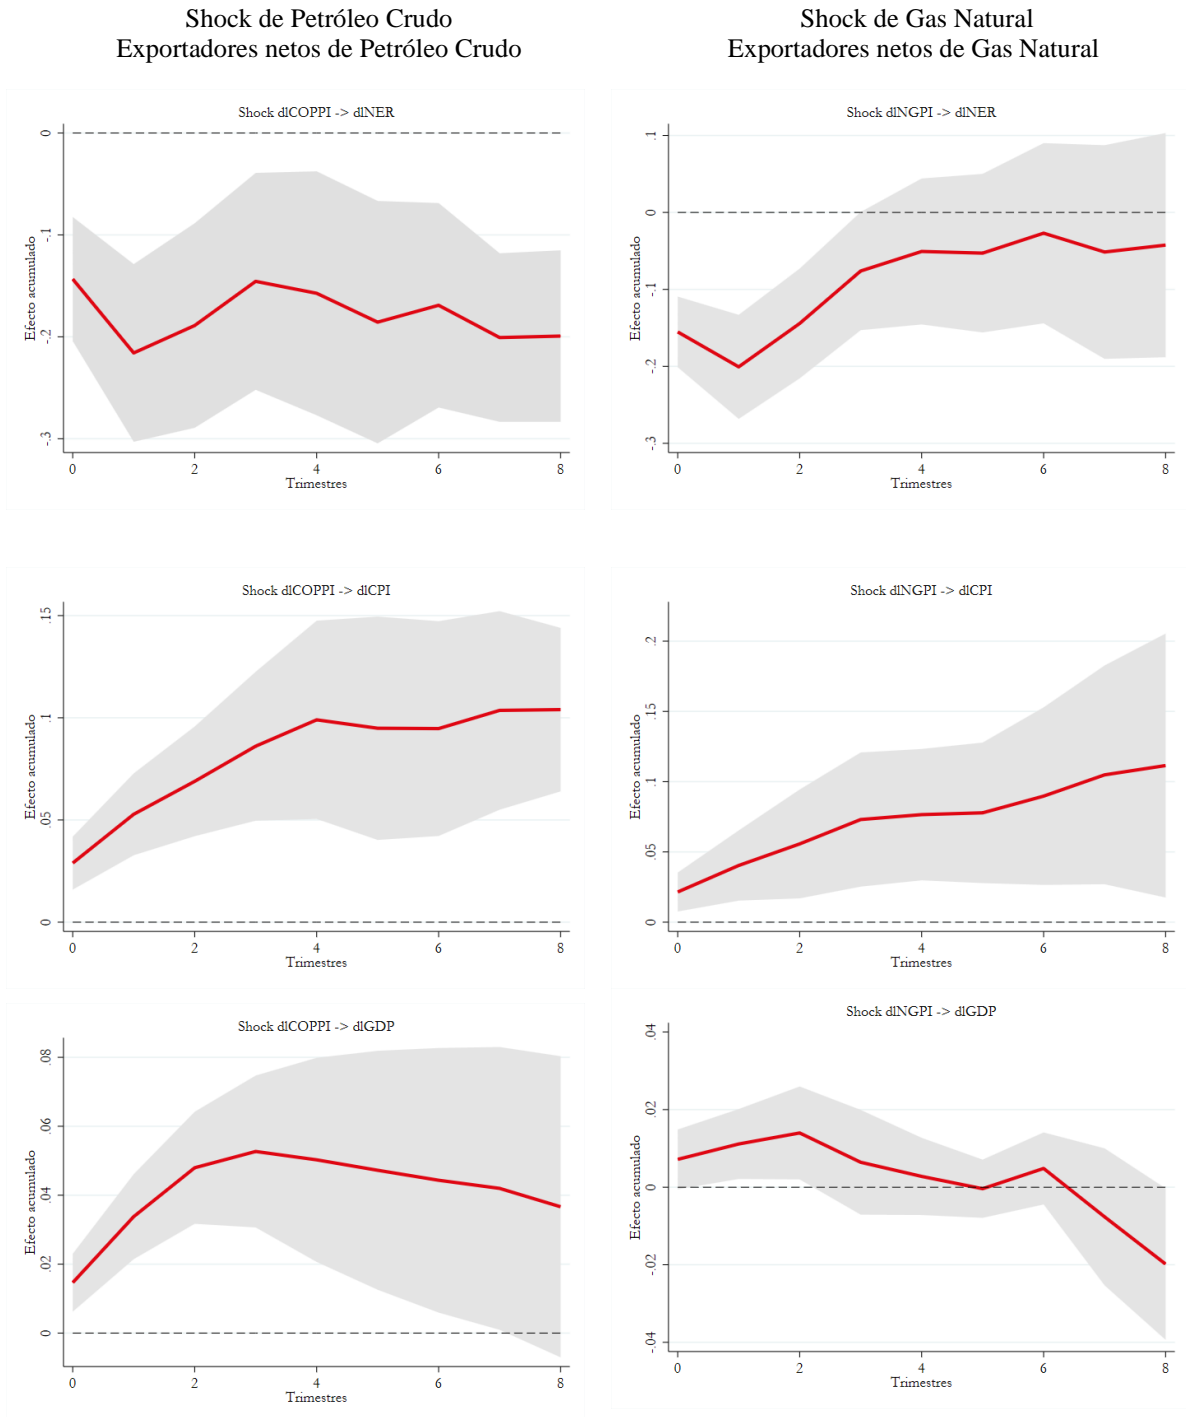 Shock de Petróleo Crudo
Exportadores netos de Petróleo Crudo
Shock de Gas Natural
Exportadores netos de Gas Natural
Shock dlCOPPI -> dlNER
Efecto acumulado
0
-.1
-.2
-.3
0 2 4 6 8
Trimestres
Shock dlNGPI -> dlNER
Efecto acumulado
.1
0
-.1
-.2
-.3
0 2 4 6 8
Trimestres
Shock dlCOPPI -> dlCPI
Efecto acumulado
.15
.1
.05
0
0 2 4 6 8
Trimestres
Shock dlNGPI -> dlCPI
Efecto acumulado
.2
.15
.1
.05
0
0 2 4 6 8
Trimestres
Shock dlCOPPI -> dlGDP
Efecto acumulado
.08
.06
.04
.02
0
0 2 4 6 8
Trimestres
Shock dlNGPI -> dlGDP
Efecto acumulado
.04
.02
0
-.02
-.04
0 2 4 6 8
Trimestres